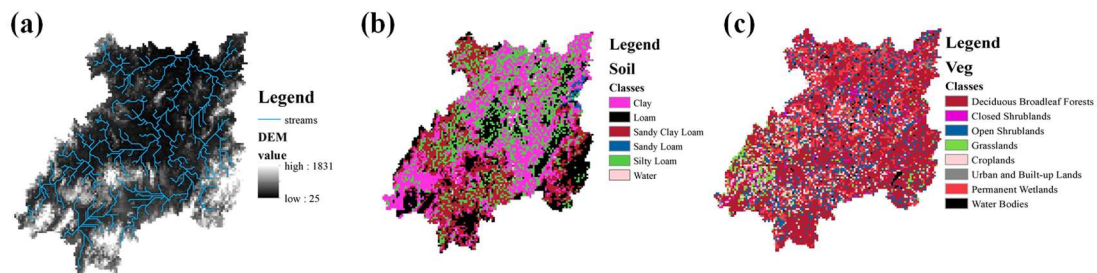 (a)
Legend
streams
DEM
value
high : 1831
low : 25
(b)
Legend
Soil
Classes
Clay
Loam
Sandy Clay Loam
Sandy Loam
Silty Loam
Water
(c)
Legend
Veg
Classes
Deciduous Broadleaf Forests
Closed Shrublands
Open Shrublands
Grasslands
Croplands
Urban and Built-up Lands
Permanent Wetlands
Water Bodies